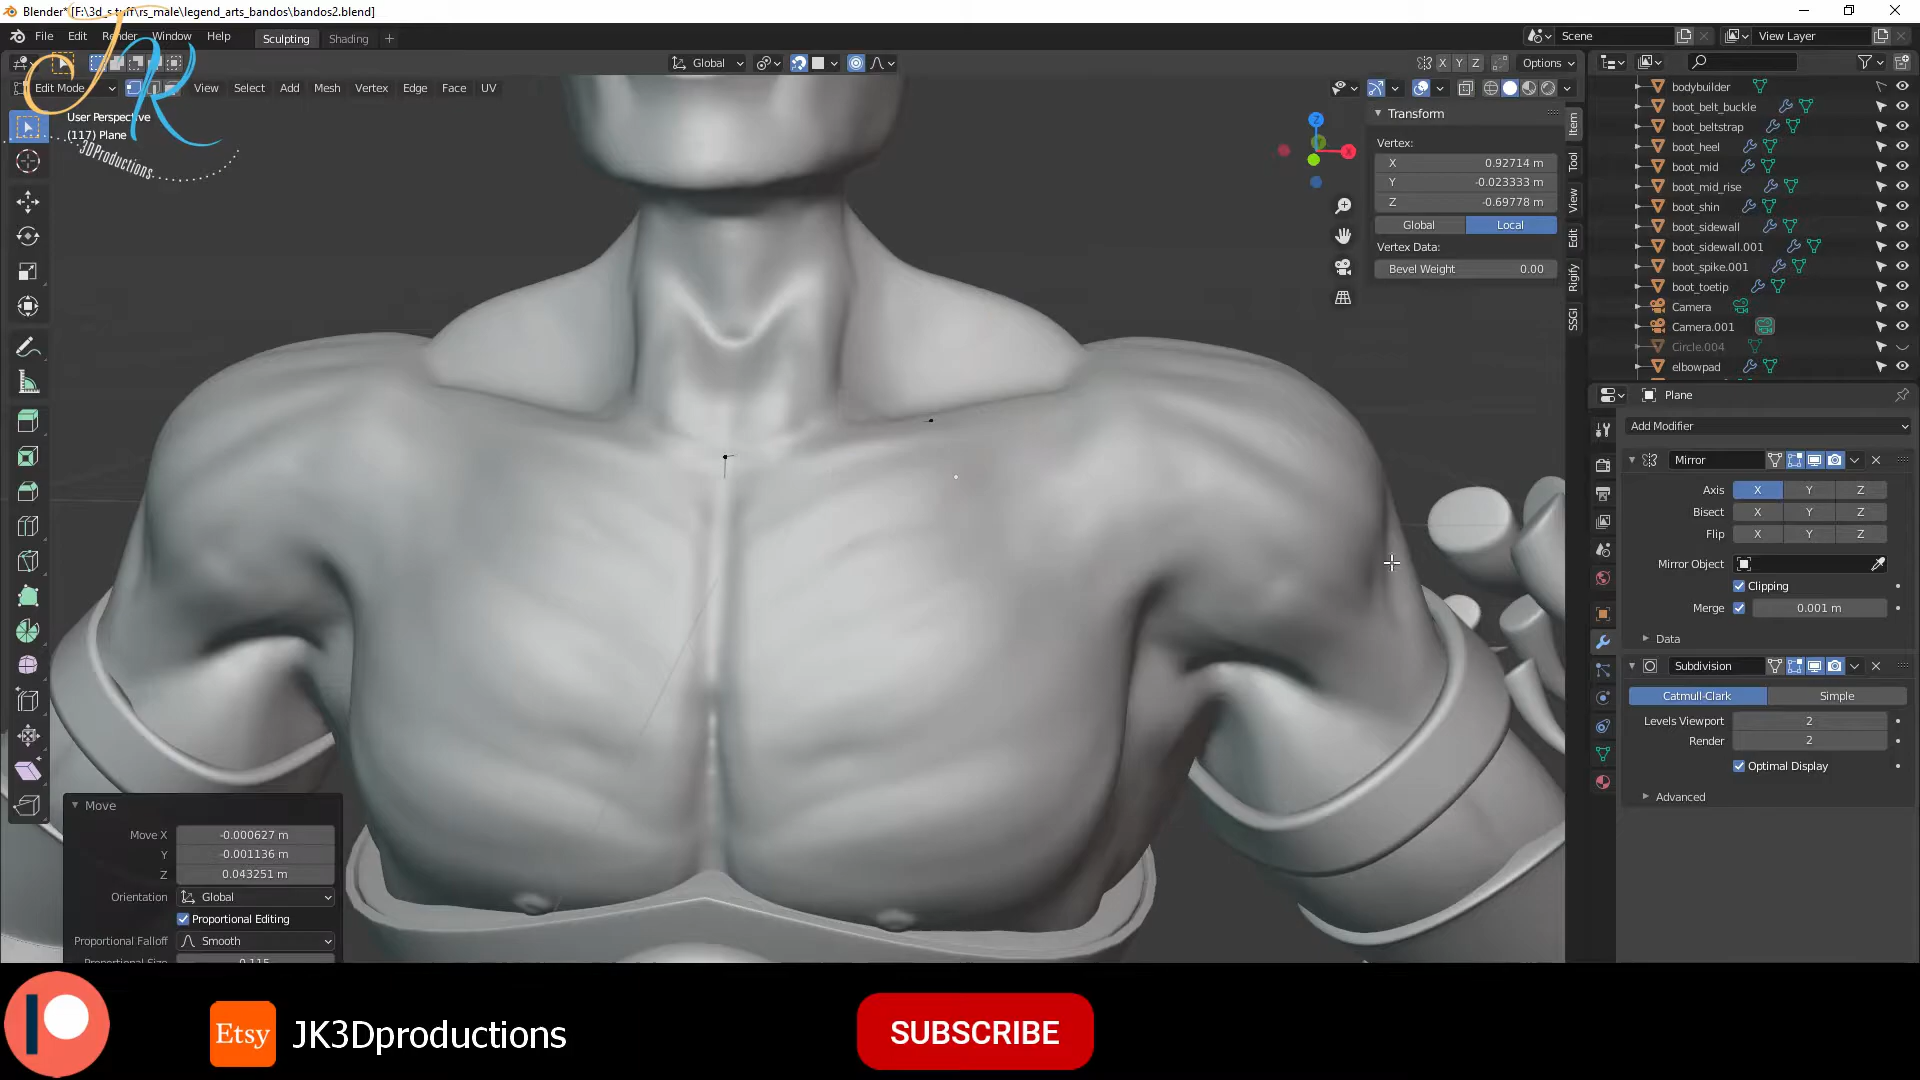 Blender* [F:\3d_stuff\rs_male\legend_arts_bandos\bandos2.blend]
File Edit Render Window Help Sculpting Shading + Scene View Layer
JK
3DProductions
Global X Y Z Options
Edit Mode View Select Add Mesh Vertex Edge Face UV
User Perspective
(117) Plane
Transform
Vertex:
X 0.92714 m
Y -0.023333 m
Z -0.69778 m
Global Local
Vertex Data:
Bevel Weight 0.00
Item
Tool
View
Edit
Rigify
SSGI
Z
X
bodybuilder
boot_belt_buckle
boot_beltstrap
boot_heel
boot_mid
boot_mid_rise
boot_shin
boot_sidewall
boot_sidewall.001
boot_spike.001
boot_toetip
Camera
Camera.001
Circle.004
elbowpad
Plane
Add Modifier
Mirror
Axis X Y Z
Bisect X Y Z
Flip X Y Z
Mirror Object
Clipping
Merge 0.001 m
Data
Subdivision
Catmull-Clark Simple
Levels Viewport 2
Render 2
Optimal Display
Advanced
Move
Move X -0.000627 m
Y -0.001136 m
Z 0.043251 m
Orientation Global
Proportional Editing
Proportional Falloff Smooth
Proportional Size 0.115
Etsy JK3Dproductions
SUBSCRIBE